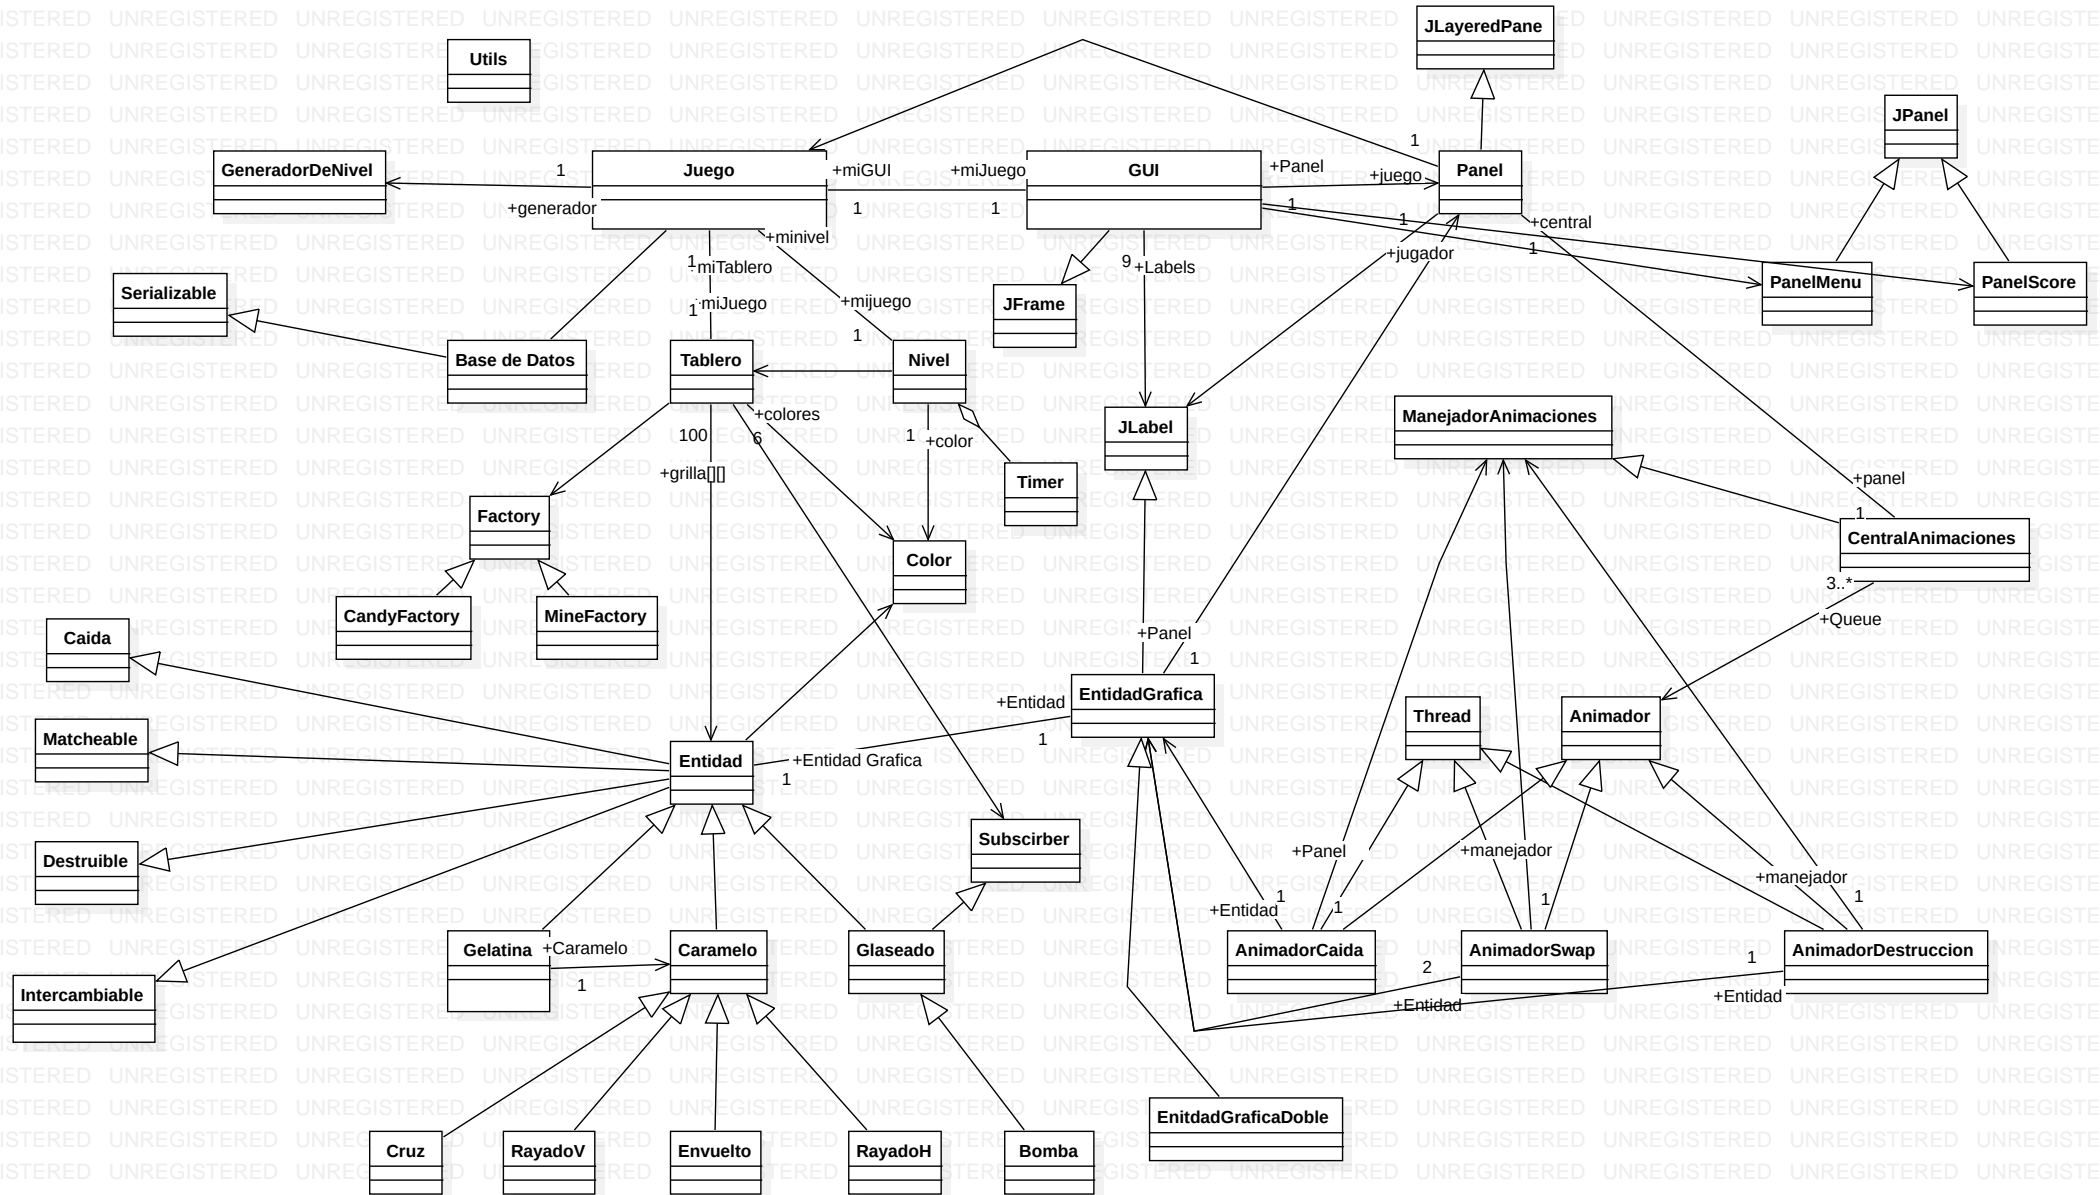 JLayeredPane
Utils
JPanel
1
GeneradorDeNivel
1
Juego
+miGUI
+miJuego
GUI
+Panel
+juego
Panel
+generador
1
1
1
1
+central
+minivel
1
+miTablero
9
+Labels
+jugador
1
Serializable
+miJuego
1
+mijuego
1
JFrame
PanelMenu
PanelScore
Base de Datos
Tablero
Nivel
+colores
6
100
+grilla[][]
1
+color
JLabel
ManejadorAnimaciones
Timer
+panel
1
Factory
CentralAnimaciones
3..*
+Queue
Color
CandyFactory
MineFactory
Caida
+Panel
1
EntidadGrafica
+Entidad
1
Thread
Animador
Matcheable
Entidad
+Entidad Grafica
1
Destruible
Subscirber
+Panel
+manejador
+manejador
1
1
1
1
+Entidad
Gelatina
+Caramelo
1
Caramelo
Glaseado
AnimadorCaida
AnimadorSwap
AnimadorDestruccion
2
1
+Entidad
+Entidad
Intercambiable
EnitdadGraficaDoble
Cruz
RayadoV
Envuelto
RayadoH
Bomba
UNREGISTERED